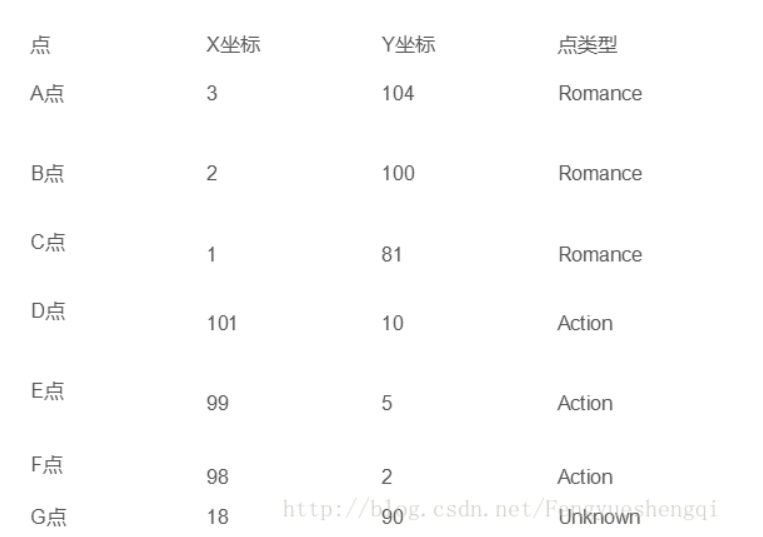 点 X坐标 Y坐标 点类型
A点 3 104 Romance
B点 2 100 Romance
C点 1 81 Romance
D点 101 10 Action
E点 99 5 Action
F点 98 2 Action
G点 18 90 Unknown
http://blog.csdn.net/Fengyueshengqi